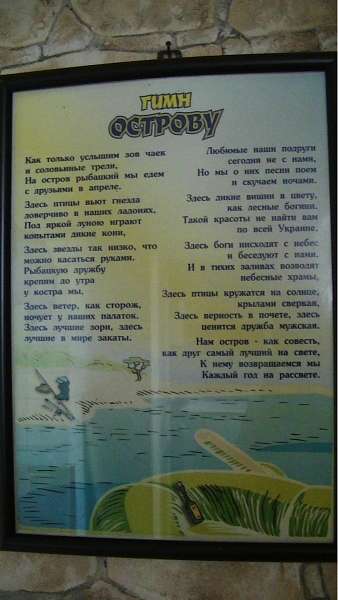 ГИМН
ОСТРОВУ
Как только услышим зов чаек
и соловьиные трели,
На остров рыбацкий мы едем
с друзьями в апреле.
Здесь птицы вьют гнезда
доверчиво в наших ладонях,
Под яркой луною играют
копытами дикие кони,
Здесь звезды так низко, что
можно касаться руками.
Рыбацкую дружбу
крепим до утра
у костра мы.
Здесь ветер, как сторож,
ночует у наших палаток,
Здесь лучшие зори, здесь
лучшие в мире закаты.
Любимые наши подруги
сегодня не с нами,
Но мы о них песни поем
и скучаем ночами.
Здесь дикие вишни в цвету,
как лесные богини,
Такой красоты не найти вам
по всей Украине.
Здесь боги нисходят с небес
и беседуют с нами,
И в тихих заливах возводят
небесные храмы,
Здесь птицы кружатся на солнце,
крылами сверкая,
Здесь верность в почете, здесь
ценится дружба мужская.
Нам остров - как совесть,
как друг самый лучший на свете,
К нему возвращаемся мы
Каждый год на рассвете.